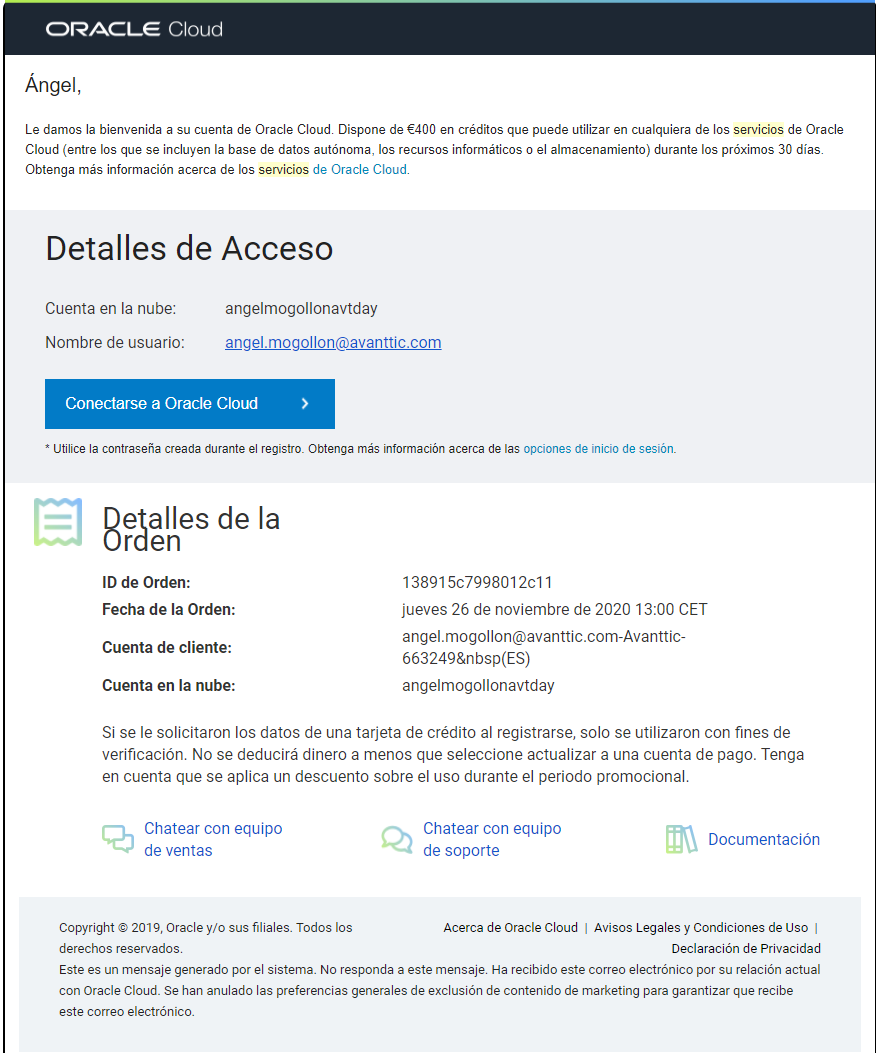 ORACLE Cloud
Ángel,
Le damos la bienvenida a su cuenta de Oracle Cloud. Dispone de €400 en créditos que puede utilizar en cualquiera de los servicios de Oracle
Cloud (entre los que se incluyen la base de datos autónoma, los recursos informáticos o el almacenamiento) durante los próximos 30 días.
Obtenga más información acerca de los servicios de Oracle Cloud.
Detalles de Acceso
Cuenta en la nube: angelmogollonavtday
Nombre de usuario: angel.mogollon@avanttic.com
Conectarse a Oracle Cloud
* Utilice la contraseña creada durante el registro. Obtenga más información acerca de las opciones de inicio de sesión.
Detalles de la
Orden
ID de Orden: 138915c7998012c11
Fecha de la Orden: jueves 26 de noviembre de 2020 13:00 CET
Cuenta de cliente: angel.mogollon@avanttic.com-Avanttic-
663249&nbsp(ES)
Cuenta en la nube: angelmogollonavtday
Si se le solicitaron los datos de una tarjeta de crédito al registrarse, solo se utilizaron con fines de
verificación. No se deducirá dinero a menos que seleccione actualizar a una cuenta de pago. Tenga
en cuenta que se aplica un descuento sobre el uso durante el periodo promocional.
Chatear con equipo
de ventas
Chatear con equipo
de soporte
Documentación
Copyright © 2019, Oracle y/o sus filiales. Todos los
derechos reservados.
Acerca de Oracle Cloud | Avisos Legales y Condiciones de Uso |
Declaración de Privacidad
Este es un mensaje generado por el sistema. No responda a este mensaje. Ha recibido este correo electrónico por su relación actual
con Oracle Cloud. Se han anulado las preferencias generales de exclusión de contenido de marketing para garantizar que recibe
este correo electrónico.